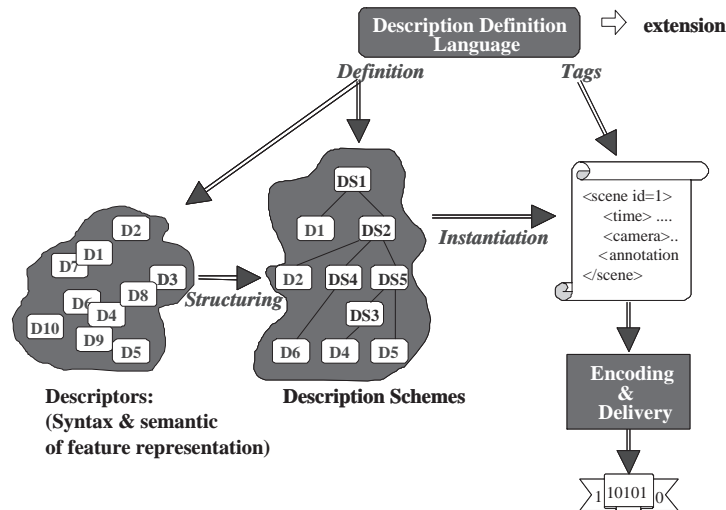 Description Definition
Language
extension
Definition
Tags
DS1
D1
DS2
D2
DS4
DS5
DS3
D6
D4
D5
D2
D1
D7
D3
D8
D6
D4
D10
D9
D5
Structuring
Instantiation
<scene id=1>
<time> ....
<camera>..
<annotation
</scene>
Descriptors:
(Syntax & semantic
of feature representation)
Description Schemes
Encoding
&
Delivery
1 10101 0